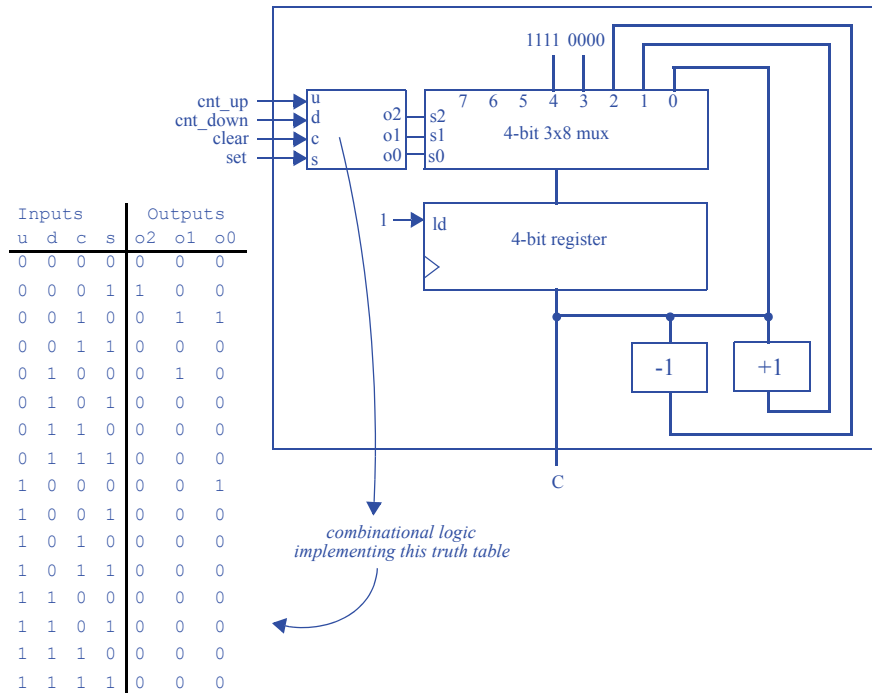 1111 0000
7 6 5 4 3 2 1 0
cnt_up
cnt_down
clear
set
u
d
c
s
o2
o1
o0
s2
s1
s0
4-bit 3x8 mux
1
ld
4-bit register
-1
+1
C
combinational logic
implementing this truth table
Inputs Outputs
u d c s o2 o1 o0
0 0 0 0 0 0 0
0 0 0 1 1 0 0
0 0 1 0 0 1 1
0 0 1 1 0 0 0
0 1 0 0 0 1 0
0 1 0 1 0 0 0
0 1 1 0 0 0 0
0 1 1 1 0 0 0
1 0 0 0 0 0 1
1 0 0 1 0 0 0
1 0 1 0 0 0 0
1 0 1 1 0 0 0
1 1 0 0 0 0 0
1 1 0 1 0 0 0
1 1 1 0 0 0 0
1 1 1 1 0 0 0